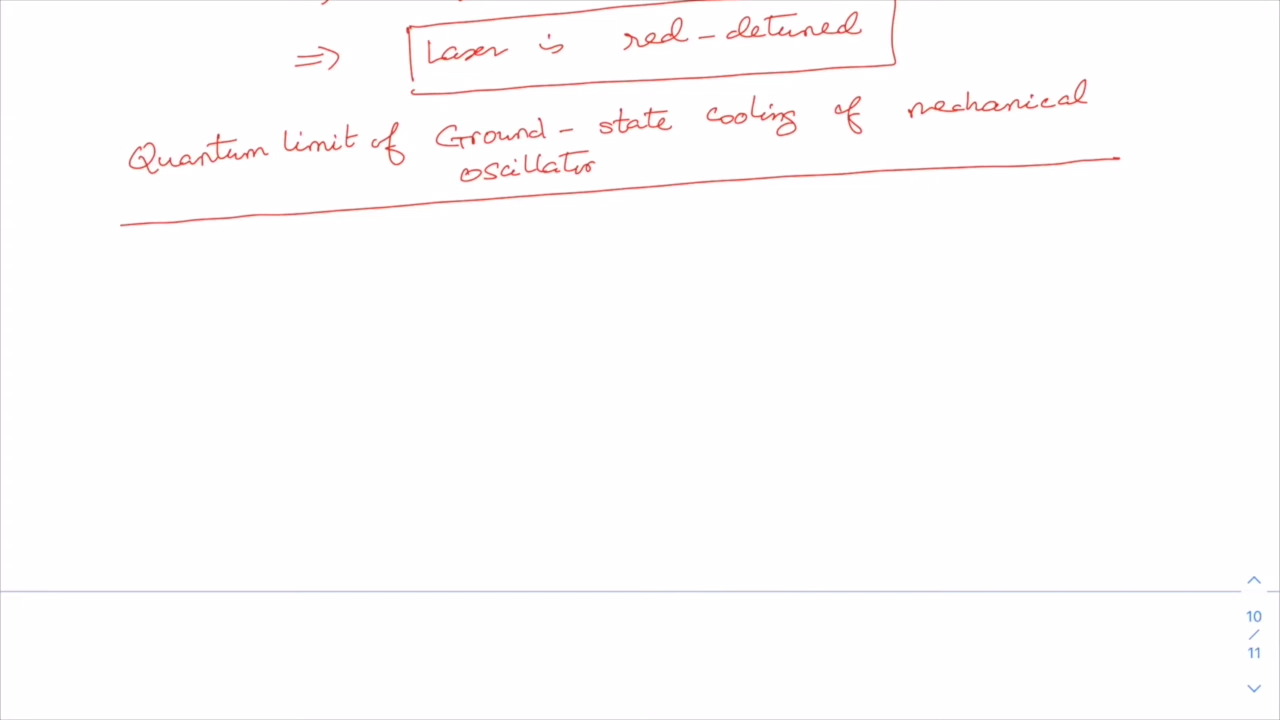 ⇒ Laser is red-detuned
Quantum limit of Ground-state cooling of mechanical
oscillator
10
/
11